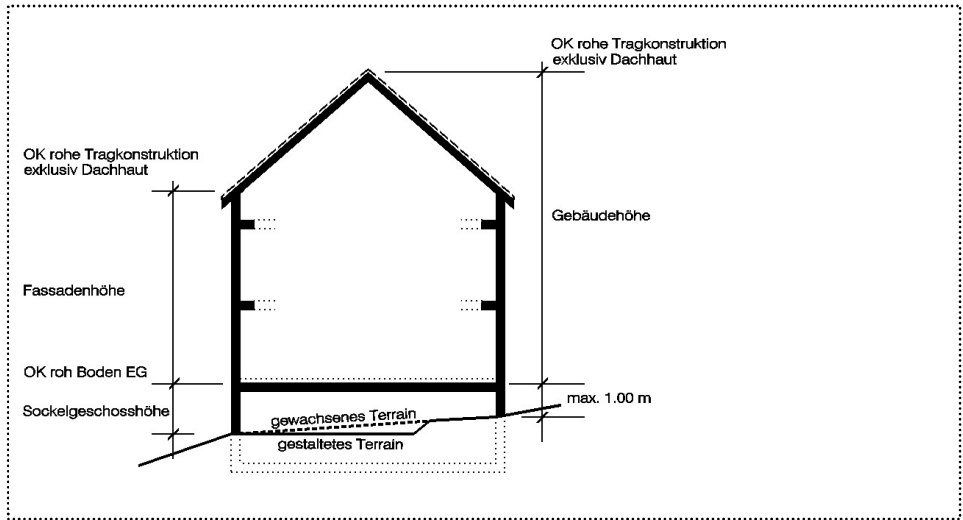 OK rohe Tragkonstruktion
exklusiv Dachhaut
OK rohe Tragkonstruktion
exklusiv Dachhaut
Gebäudehöhe
Fassadenhöhe
OK roh Boden EG
Sockelgeschosshöhe
max. 1.00 m
gewachsenes Terrain
gestaltetes Terrain